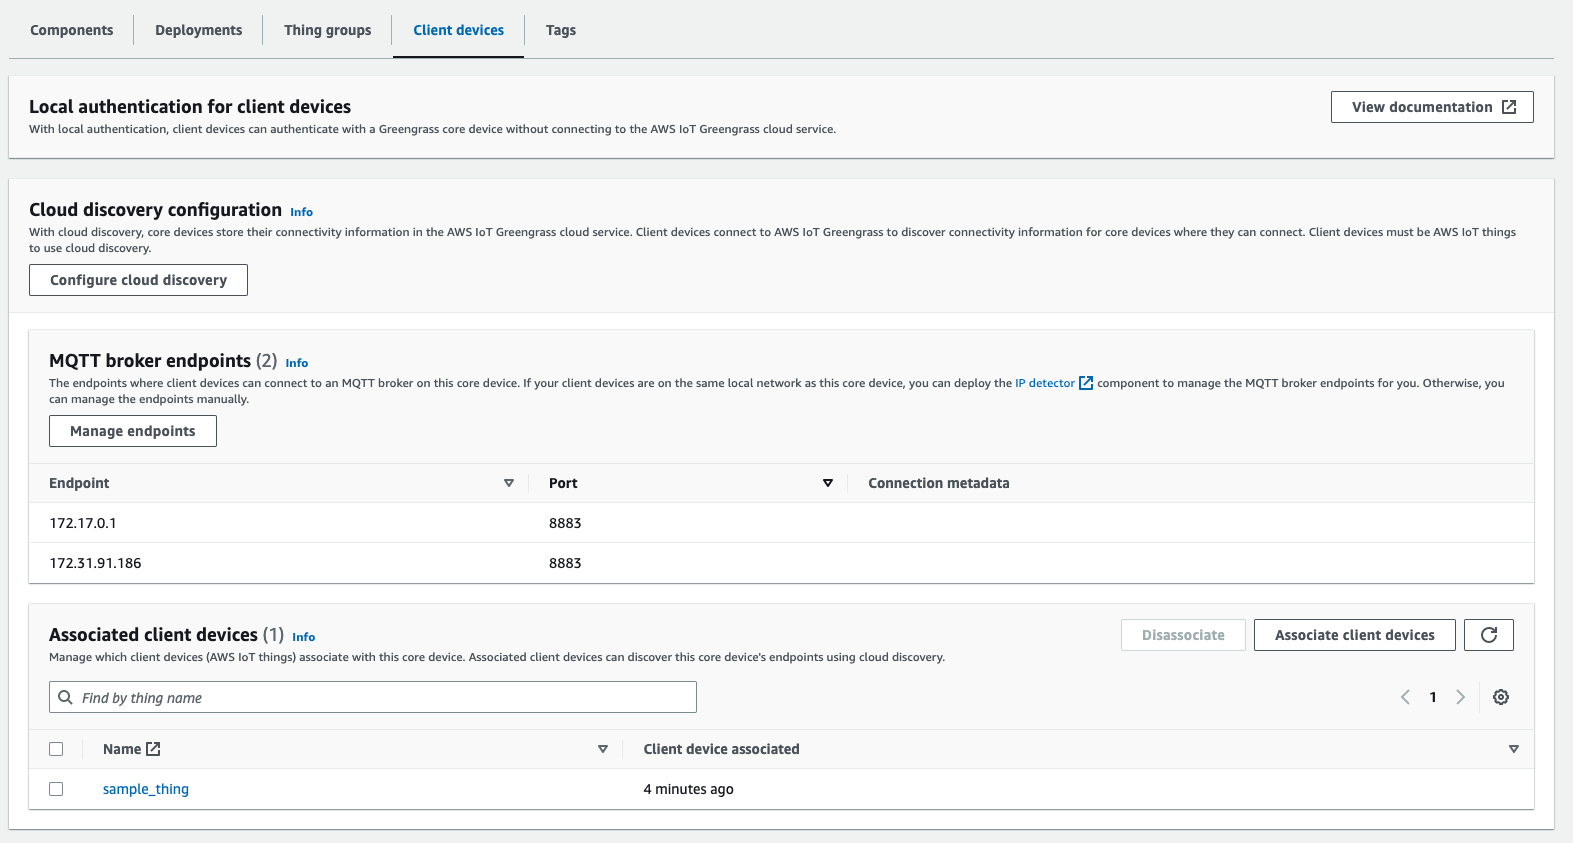 Components Deployments Thing groups Client devices Tags
Local authentication for client devices
View documentation
With local authentication, client devices can authenticate with a Greengrass core device without connecting to the AWS IoT Greengrass cloud service.
Cloud discovery configuration Info
With cloud discovery, core devices store their connectivity information in the AWS IoT Greengrass cloud service. Client devices connect to AWS IoT Greengrass to discover connectivity information for core devices where they can connect. Client devices must be AWS IoT things
to use cloud discovery.
Configure cloud discovery
MQTT broker endpoints (2) Info
The endpoints where client devices can connect to an MQTT broker on this core device. If your client devices are on the same local network as this core device, you can deploy the IP detector component to manage the MQTT broker endpoints for you. Otherwise, you
can manage the endpoints manually.
Manage endpoints
Endpoint Port Connection metadata
172.17.0.1 8883
172.31.91.186 8883
Associated client devices (1) Info
Disassociate Associate client devices
Manage which client devices (AWS IoT things) associate with this core device. Associated client devices can discover this core device's endpoints using cloud discovery.
Find by thing name
1
Name Client device associated
sample_thing 4 minutes ago